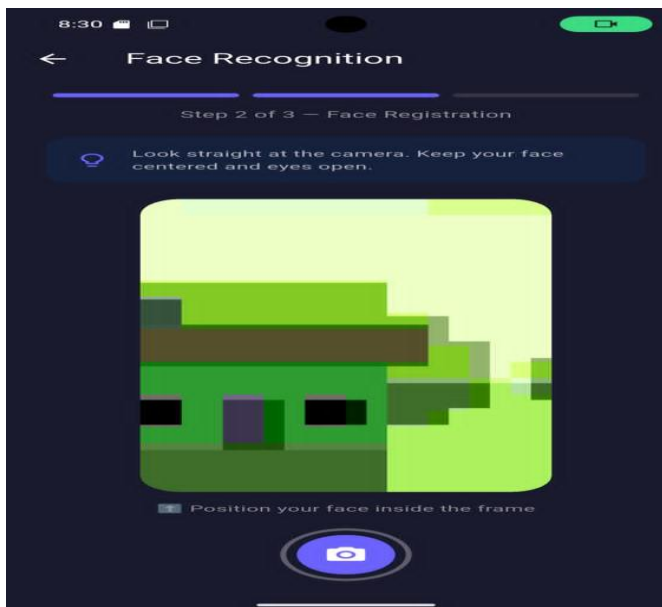 8:30
Face Recognition
Step 2 of 3 — Face Registration
Look straight at the camera. Keep your face
centered and eyes open.
Position your face inside the frame